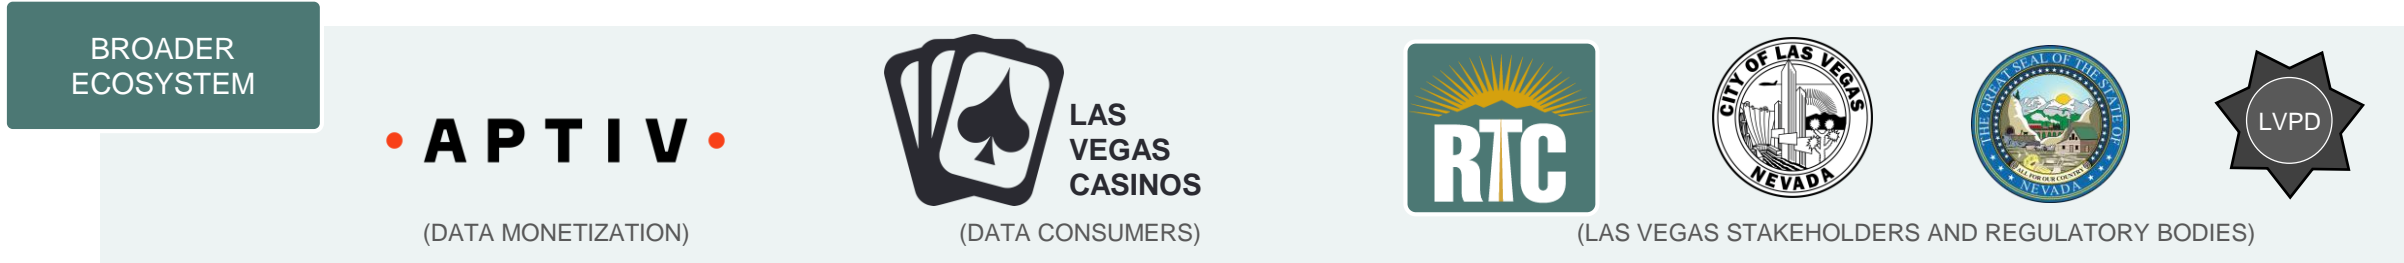 BROADER
ECOSYSTEM
• APTIV •
(DATA MONETIZATION)
LAS
VEGAS
CASINOS
(DATA CONSUMERS)
RTC
CITY OF LAS VEGAS
NEVADA
THE GREAT SEAL OF THE STATE OF
ALL FOR OUR COUNTRY
NEVADA
LVPD
(LAS VEGAS STAKEHOLDERS AND REGULATORY BODIES)